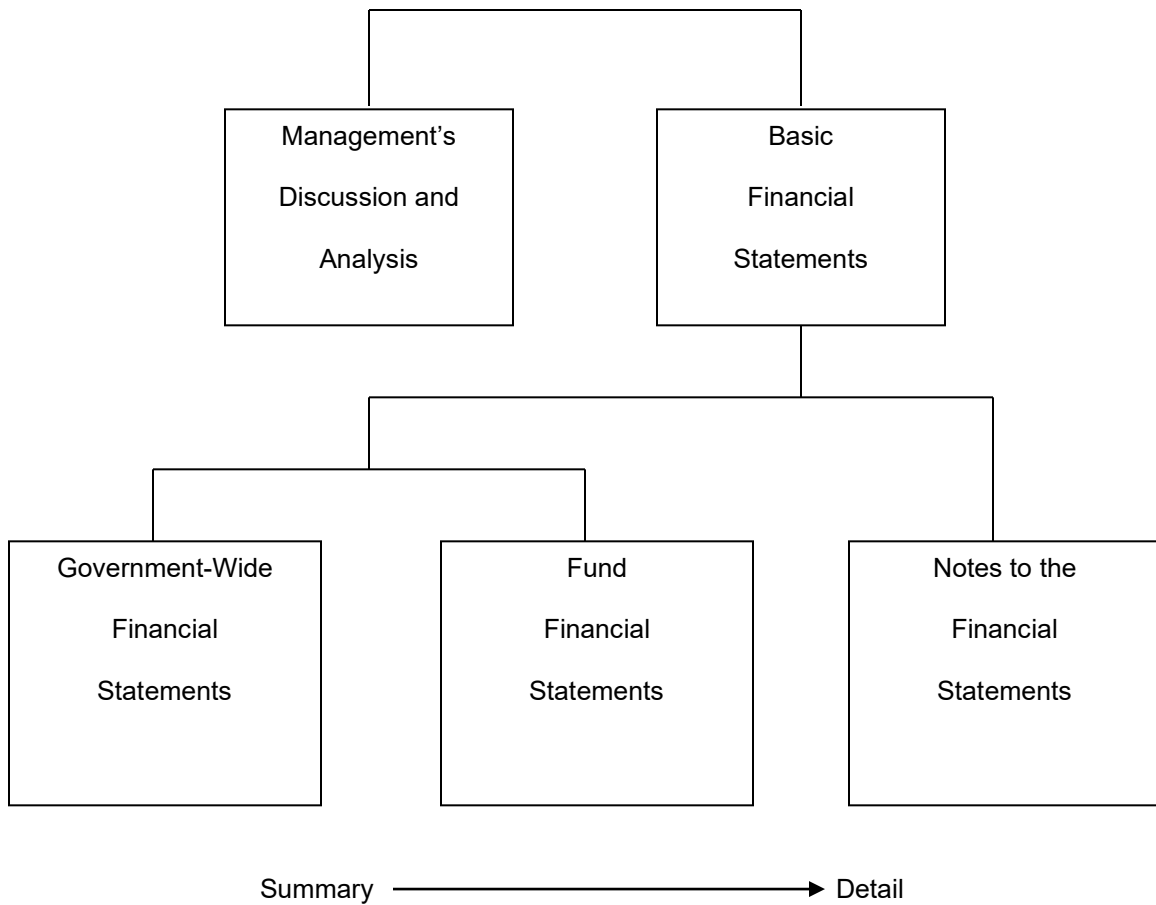 Management’s
Discussion and
Analysis
Basic
Financial
Statements
Government-Wide
Financial
Statements
Fund
Financial
Statements
Notes to the
Financial
Statements
Summary
Detail